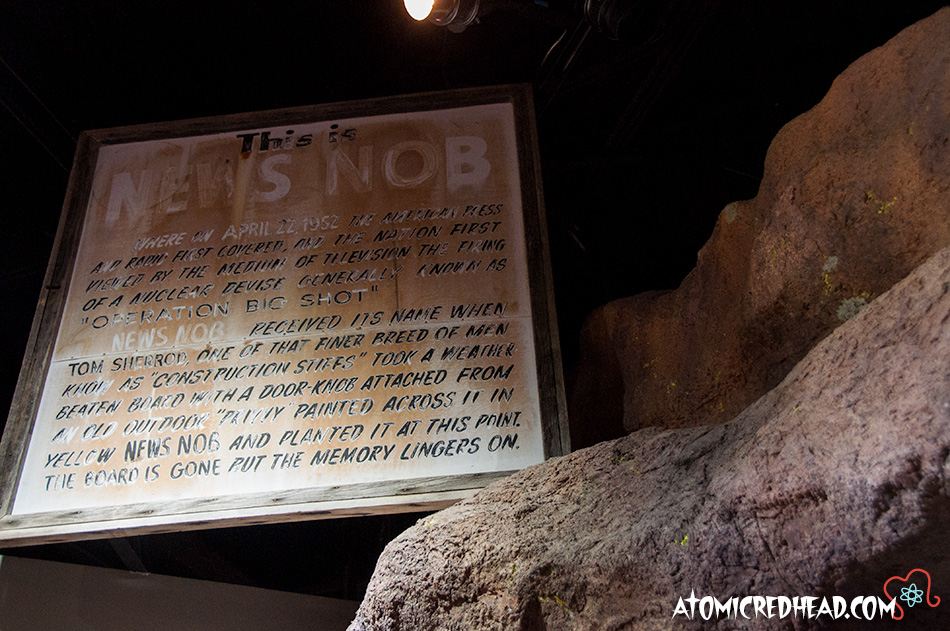 This is
NEWS NOB
WHERE ON APRIL 22, 1952 THE AMERICAN PRESS
AND RADIO FIRST COVERED, AND THE NATION FIRST
VIEWED BY THE MEDIUM OF TELEVISION THE FIRING
OF A NUCLEAR DEVISE GENERALLY KNOWN AS
"OPERATION BIG SHOT"
NEWS NOB RECEIVED ITS NAME WHEN
TOM SHERROD, ONE OF THAT FINER BREED OF MEN
KNOW AS "CONSTRUCTION STIFFS" TOOK A WEATHER
BEATEN BOARD WITH A DOOR-KNOB ATTACHED FROM
AN OLD OUTDOOR "PRIVVY" PAINTED ACROSS IT IN
YELLOW NEWS NOB AND PLANTED IT AT THIS POINT.
THE BOARD IS GONE BUT THE MEMORY LINGERS ON.
ATOMICREDHEAD.COM